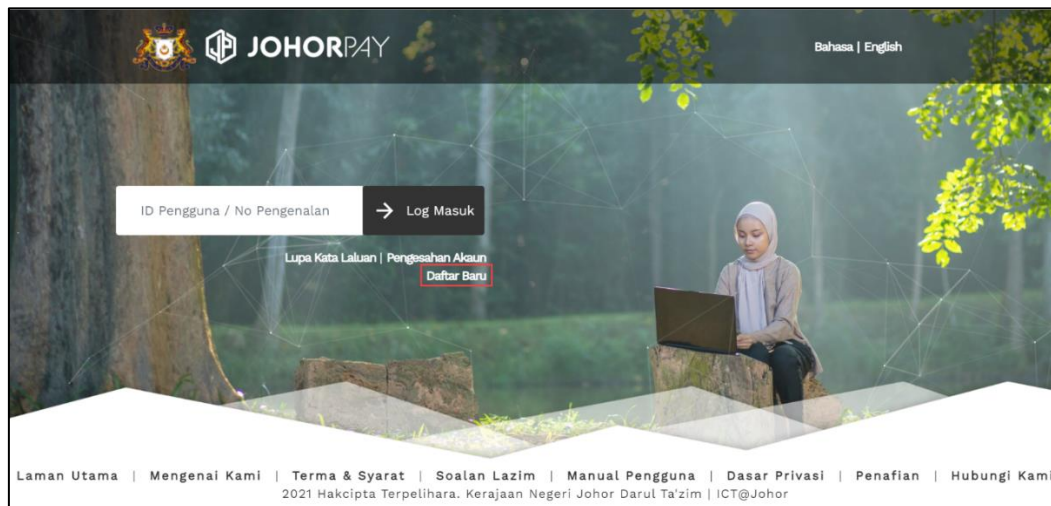 JOHORPAY
Bahasa | English
ID Pengguna / No Pengenalan
Log Masuk
Lupa Kata Laluan | Pengesahan Akaun
Daftar Baru
Laman Utama | Mengenai Kami | Terma & Syarat | Soalan Lazim | Manual Pengguna | Dasar Privasi | Penafian | Hubungi Kami
2021 Hakcipta Terpelihara. Kerajaan Negeri Johor Darul Ta'zim | ICT@Johor